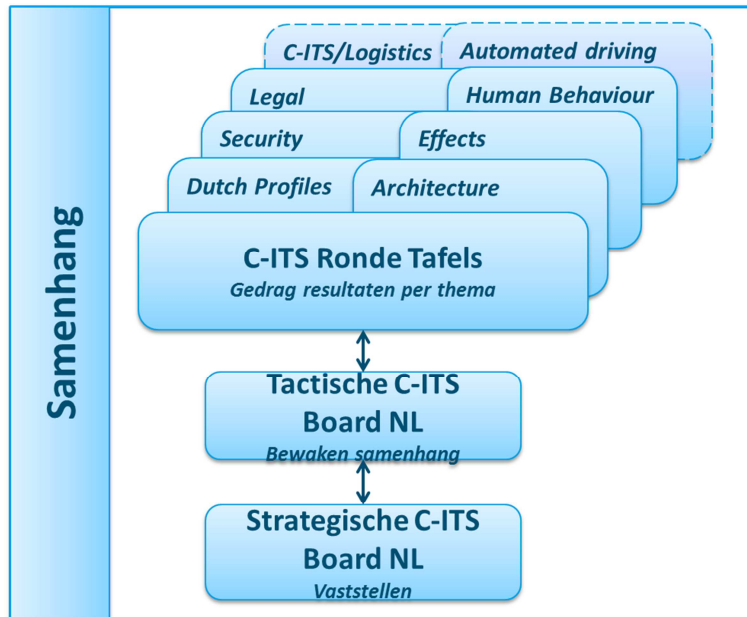 Samenhang
C-ITS/Logistics
Automated driving
Legal
Human Behaviour
Security
Effects
Dutch Profiles
Architecture
C-ITS Ronde Tafels
Gedrag resultaten per thema
Tactische C-ITS
Board NL
Bewaken samenhang
Strategische C-ITS
Board NL
Vaststellen